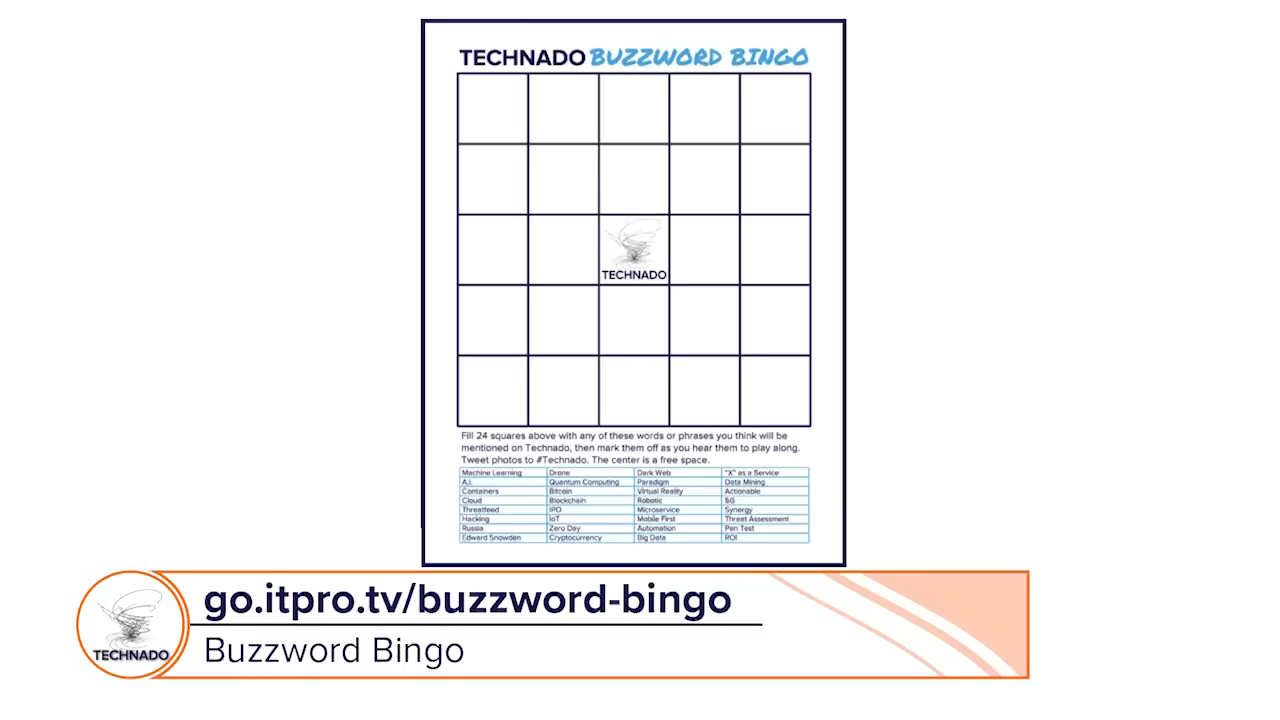 TECHNADO BUZZWORD BINGO
TECHNADO
Fill 24 squares above with any of these words or phrases you think will be
mentioned on Technado, then mark them off as you hear them to play along.
Tweet photos to #Technado. The center is a free space.
Machine Learning Drone Dark Web "X" as a Service
A.I. Quantum Computing Paradigm Data Mining
Containers Bitcoin Virtual Reality Actionable
Cloud Blockchain Robotic 5G
Threatfeed IPO Microservice Synergy
Hacking IoT Mobile First Threat Assessment
Russia Zero Day Automation Pen Test
Edward Snowden Cryptocurrency Big Data ROI
go.itpro.tv/buzzword-bingo
Buzzword Bingo
TECHNADO